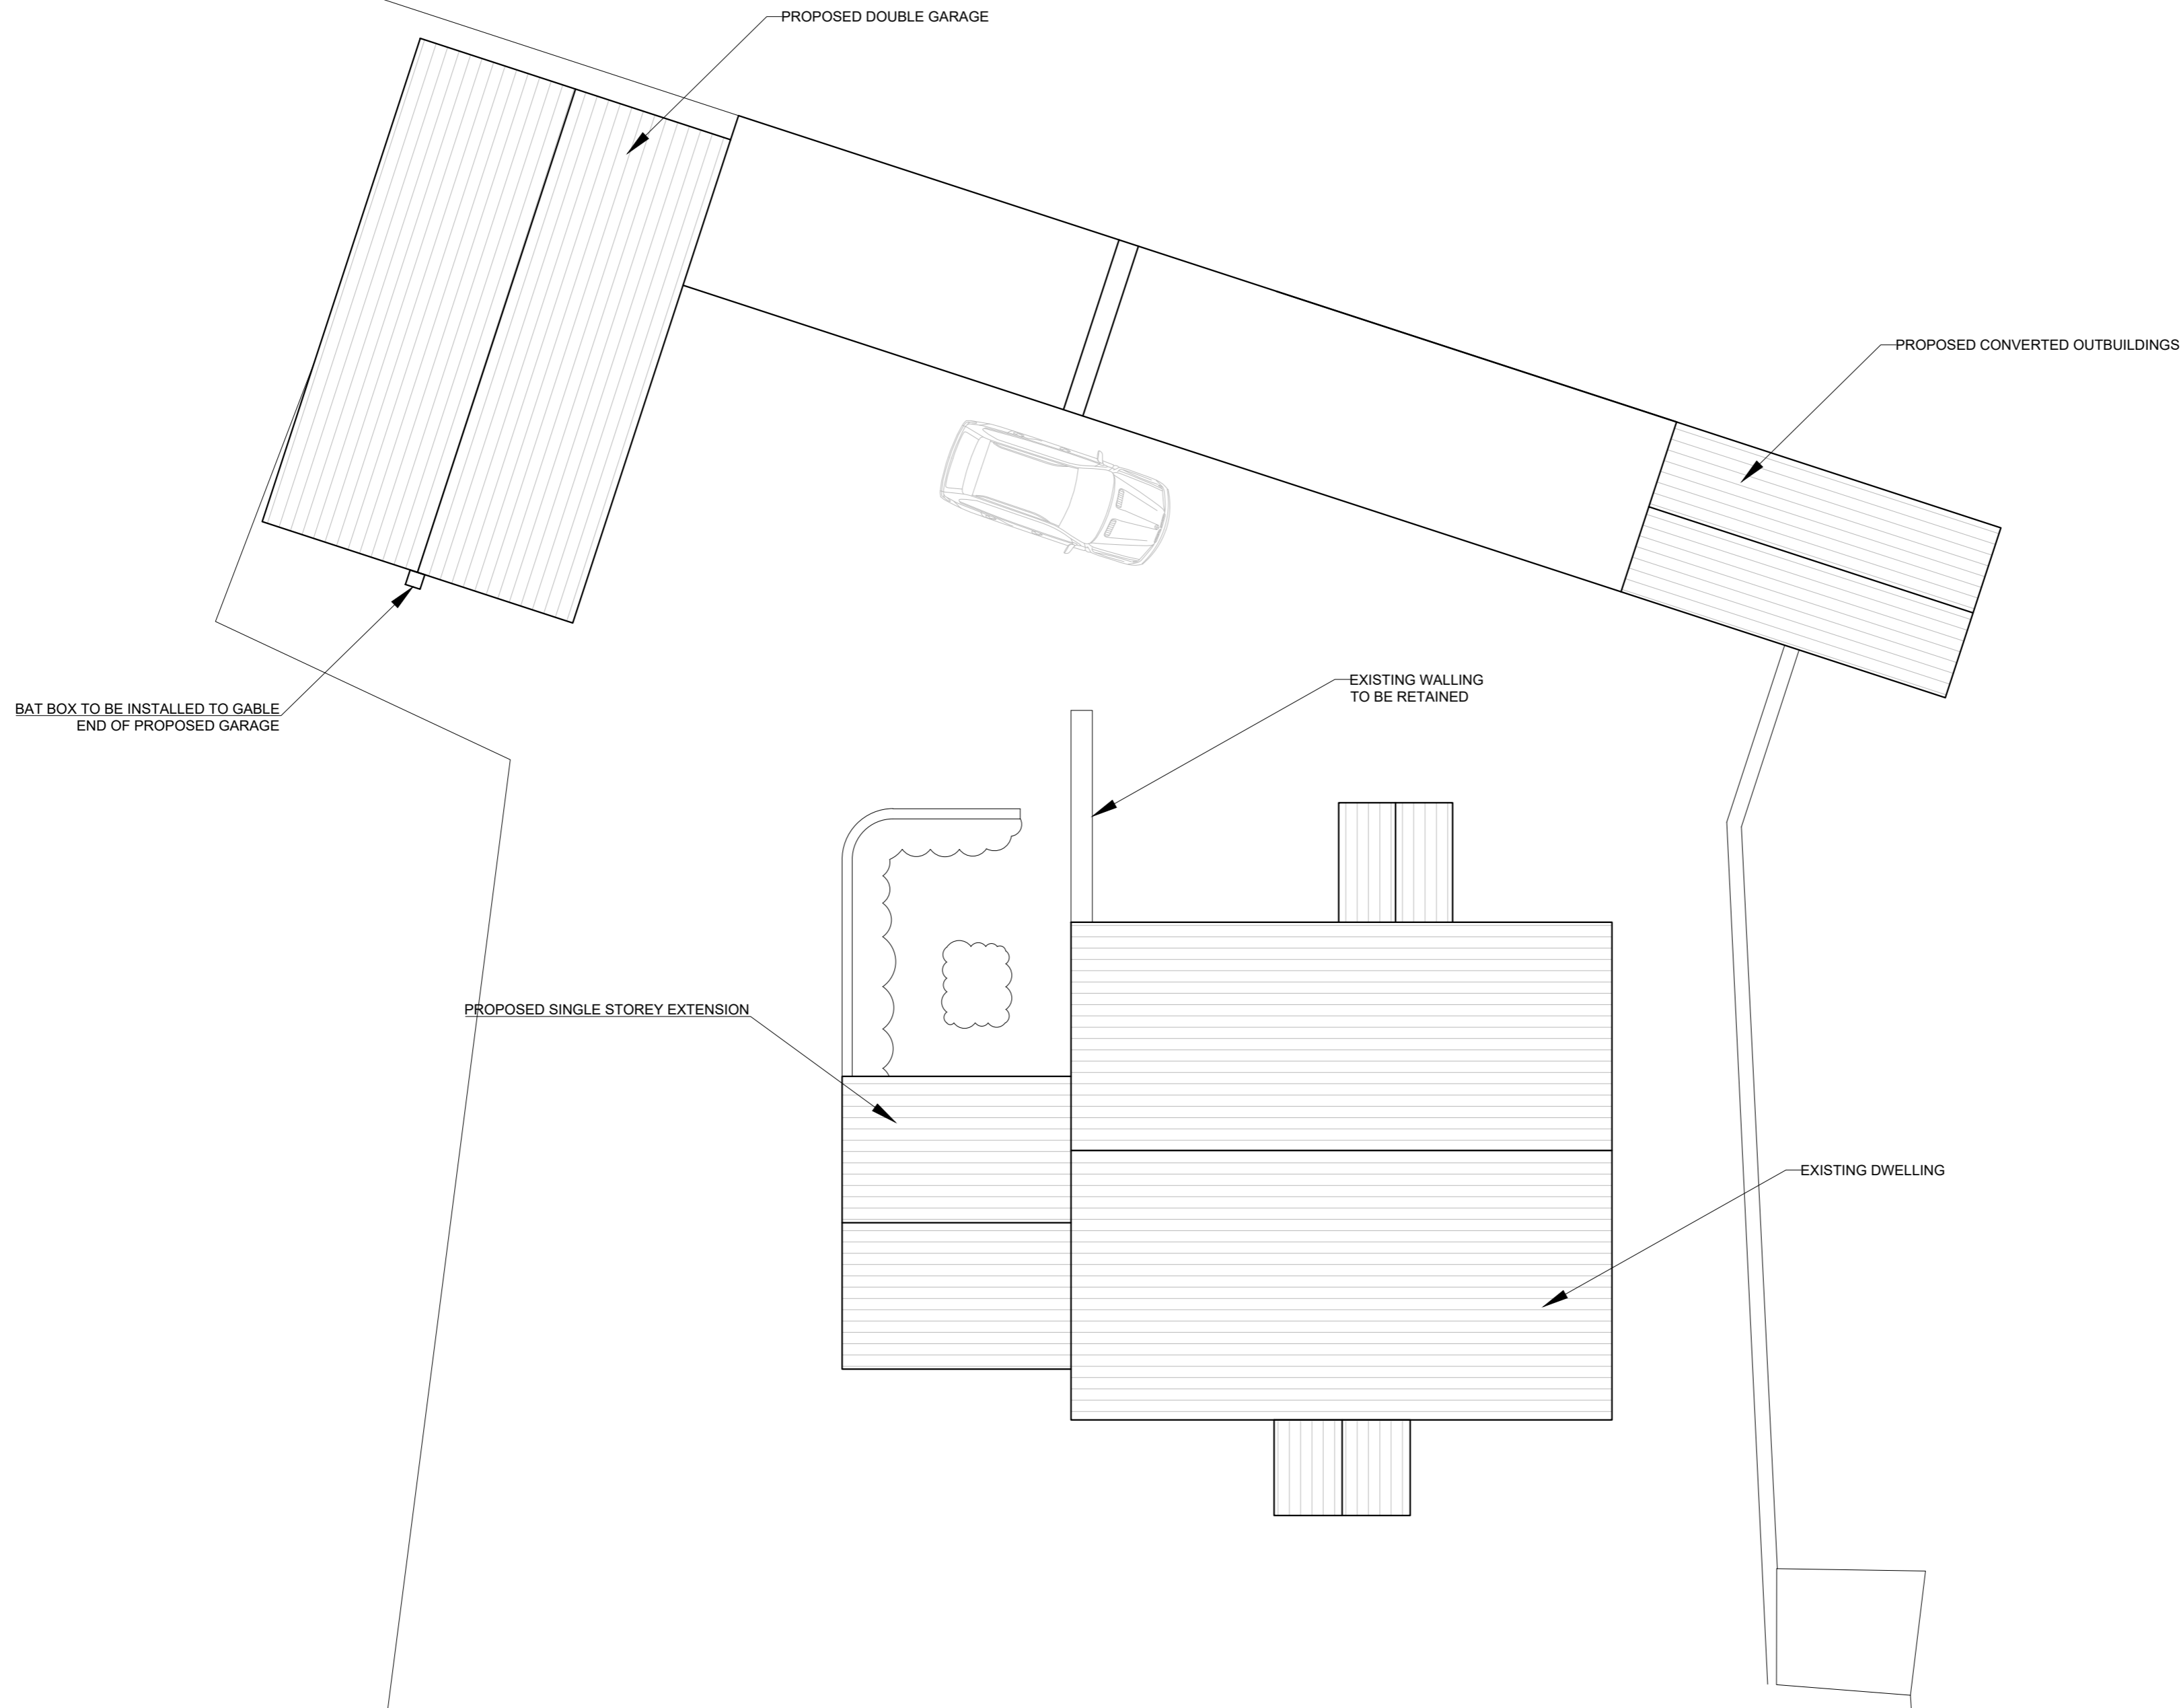 PROPOSED DOUBLE GARAGE
PROPOSED CONVERTED OUTBUILDINGS
EXISTING WALLING
TO BE RETAINED
BAT BOX TO BE INSTALLED TO GABLE
END OF PROPOSED GARAGE
PROPOSED SINGLE STOREY EXTENSION
EXISTING DWELLING